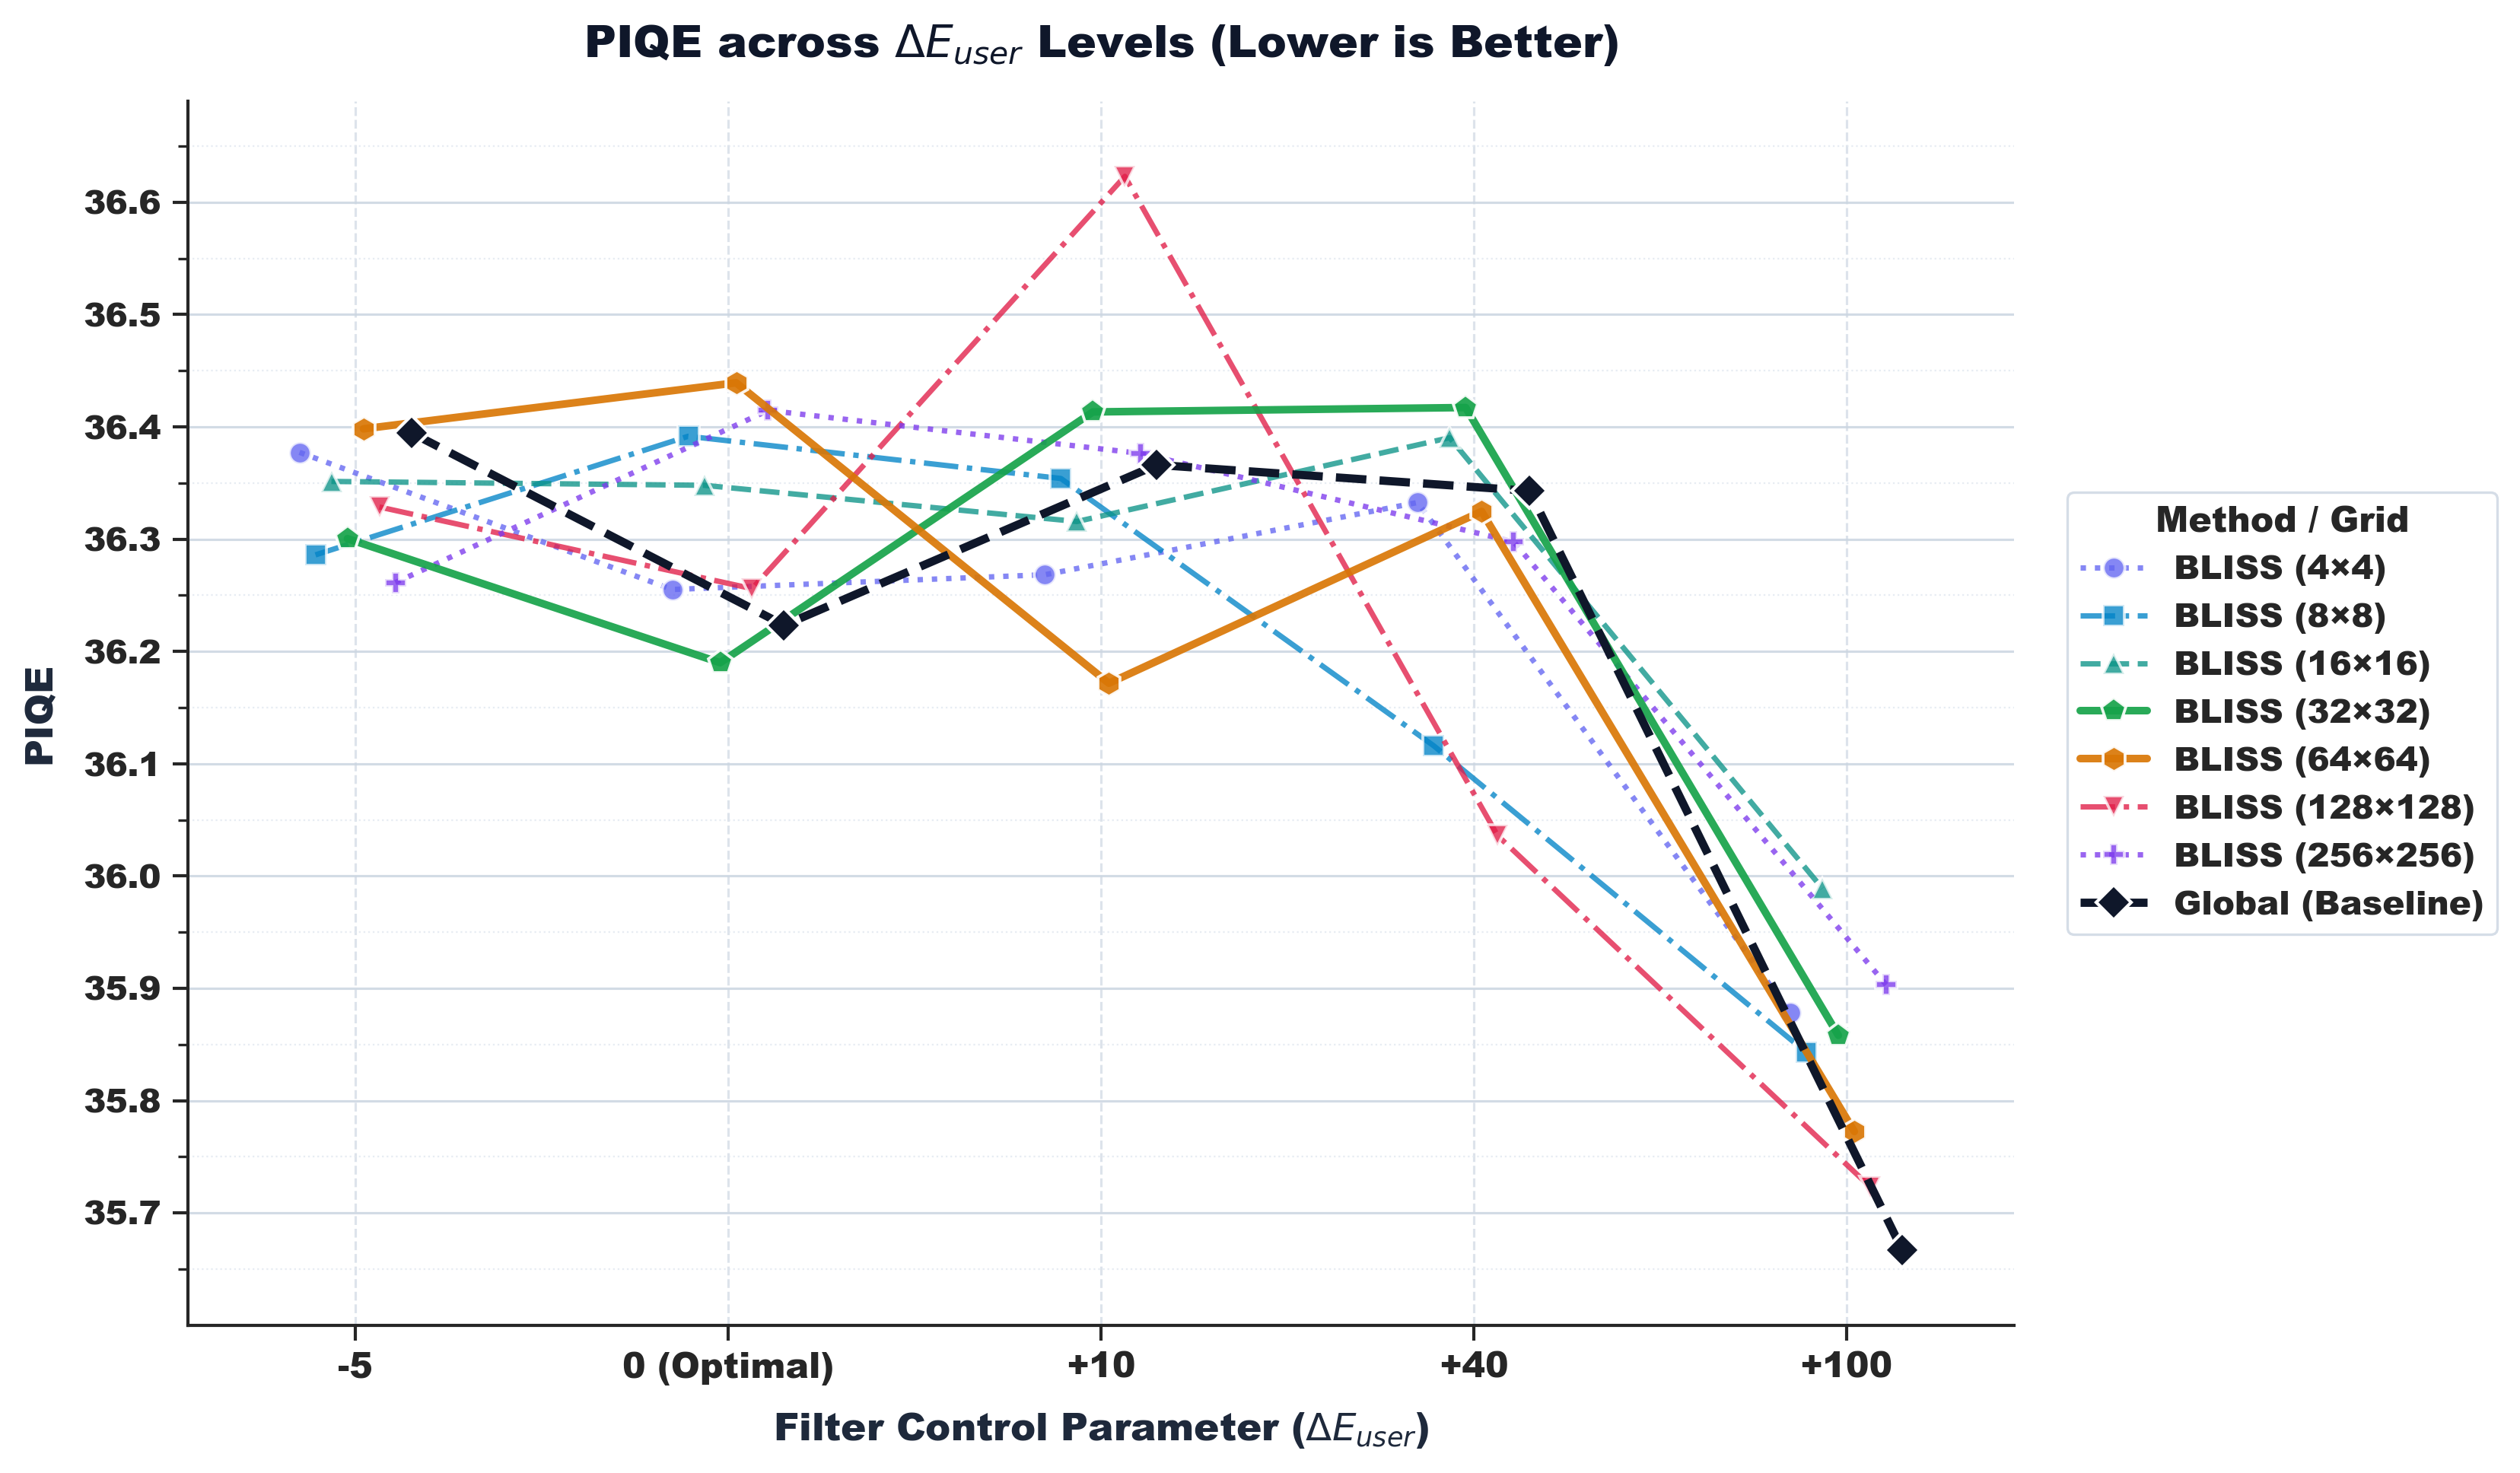 PIQE across ΔE_user Levels (Lower is Better)
PIQE
36.6
36.5
36.4
36.3
36.2
36.1
36.0
35.9
35.8
35.7
-5
0 (Optimal)
+10
+40
+100
Filter Control Parameter (ΔE_user)
Method / Grid
BLISS (4×4)
BLISS (8×8)
BLISS (16×16)
BLISS (32×32)
BLISS (64×64)
BLISS (128×128)
BLISS (256×256)
Global (Baseline)